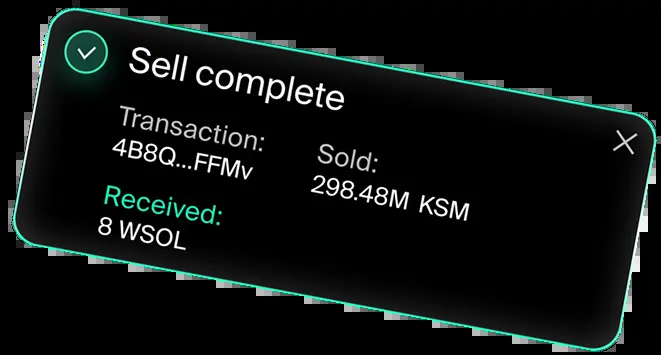 Sell complete
Transaction:
4B8Q...FFMv
Sold:
298.48M KSM
Received:
8 WSOL